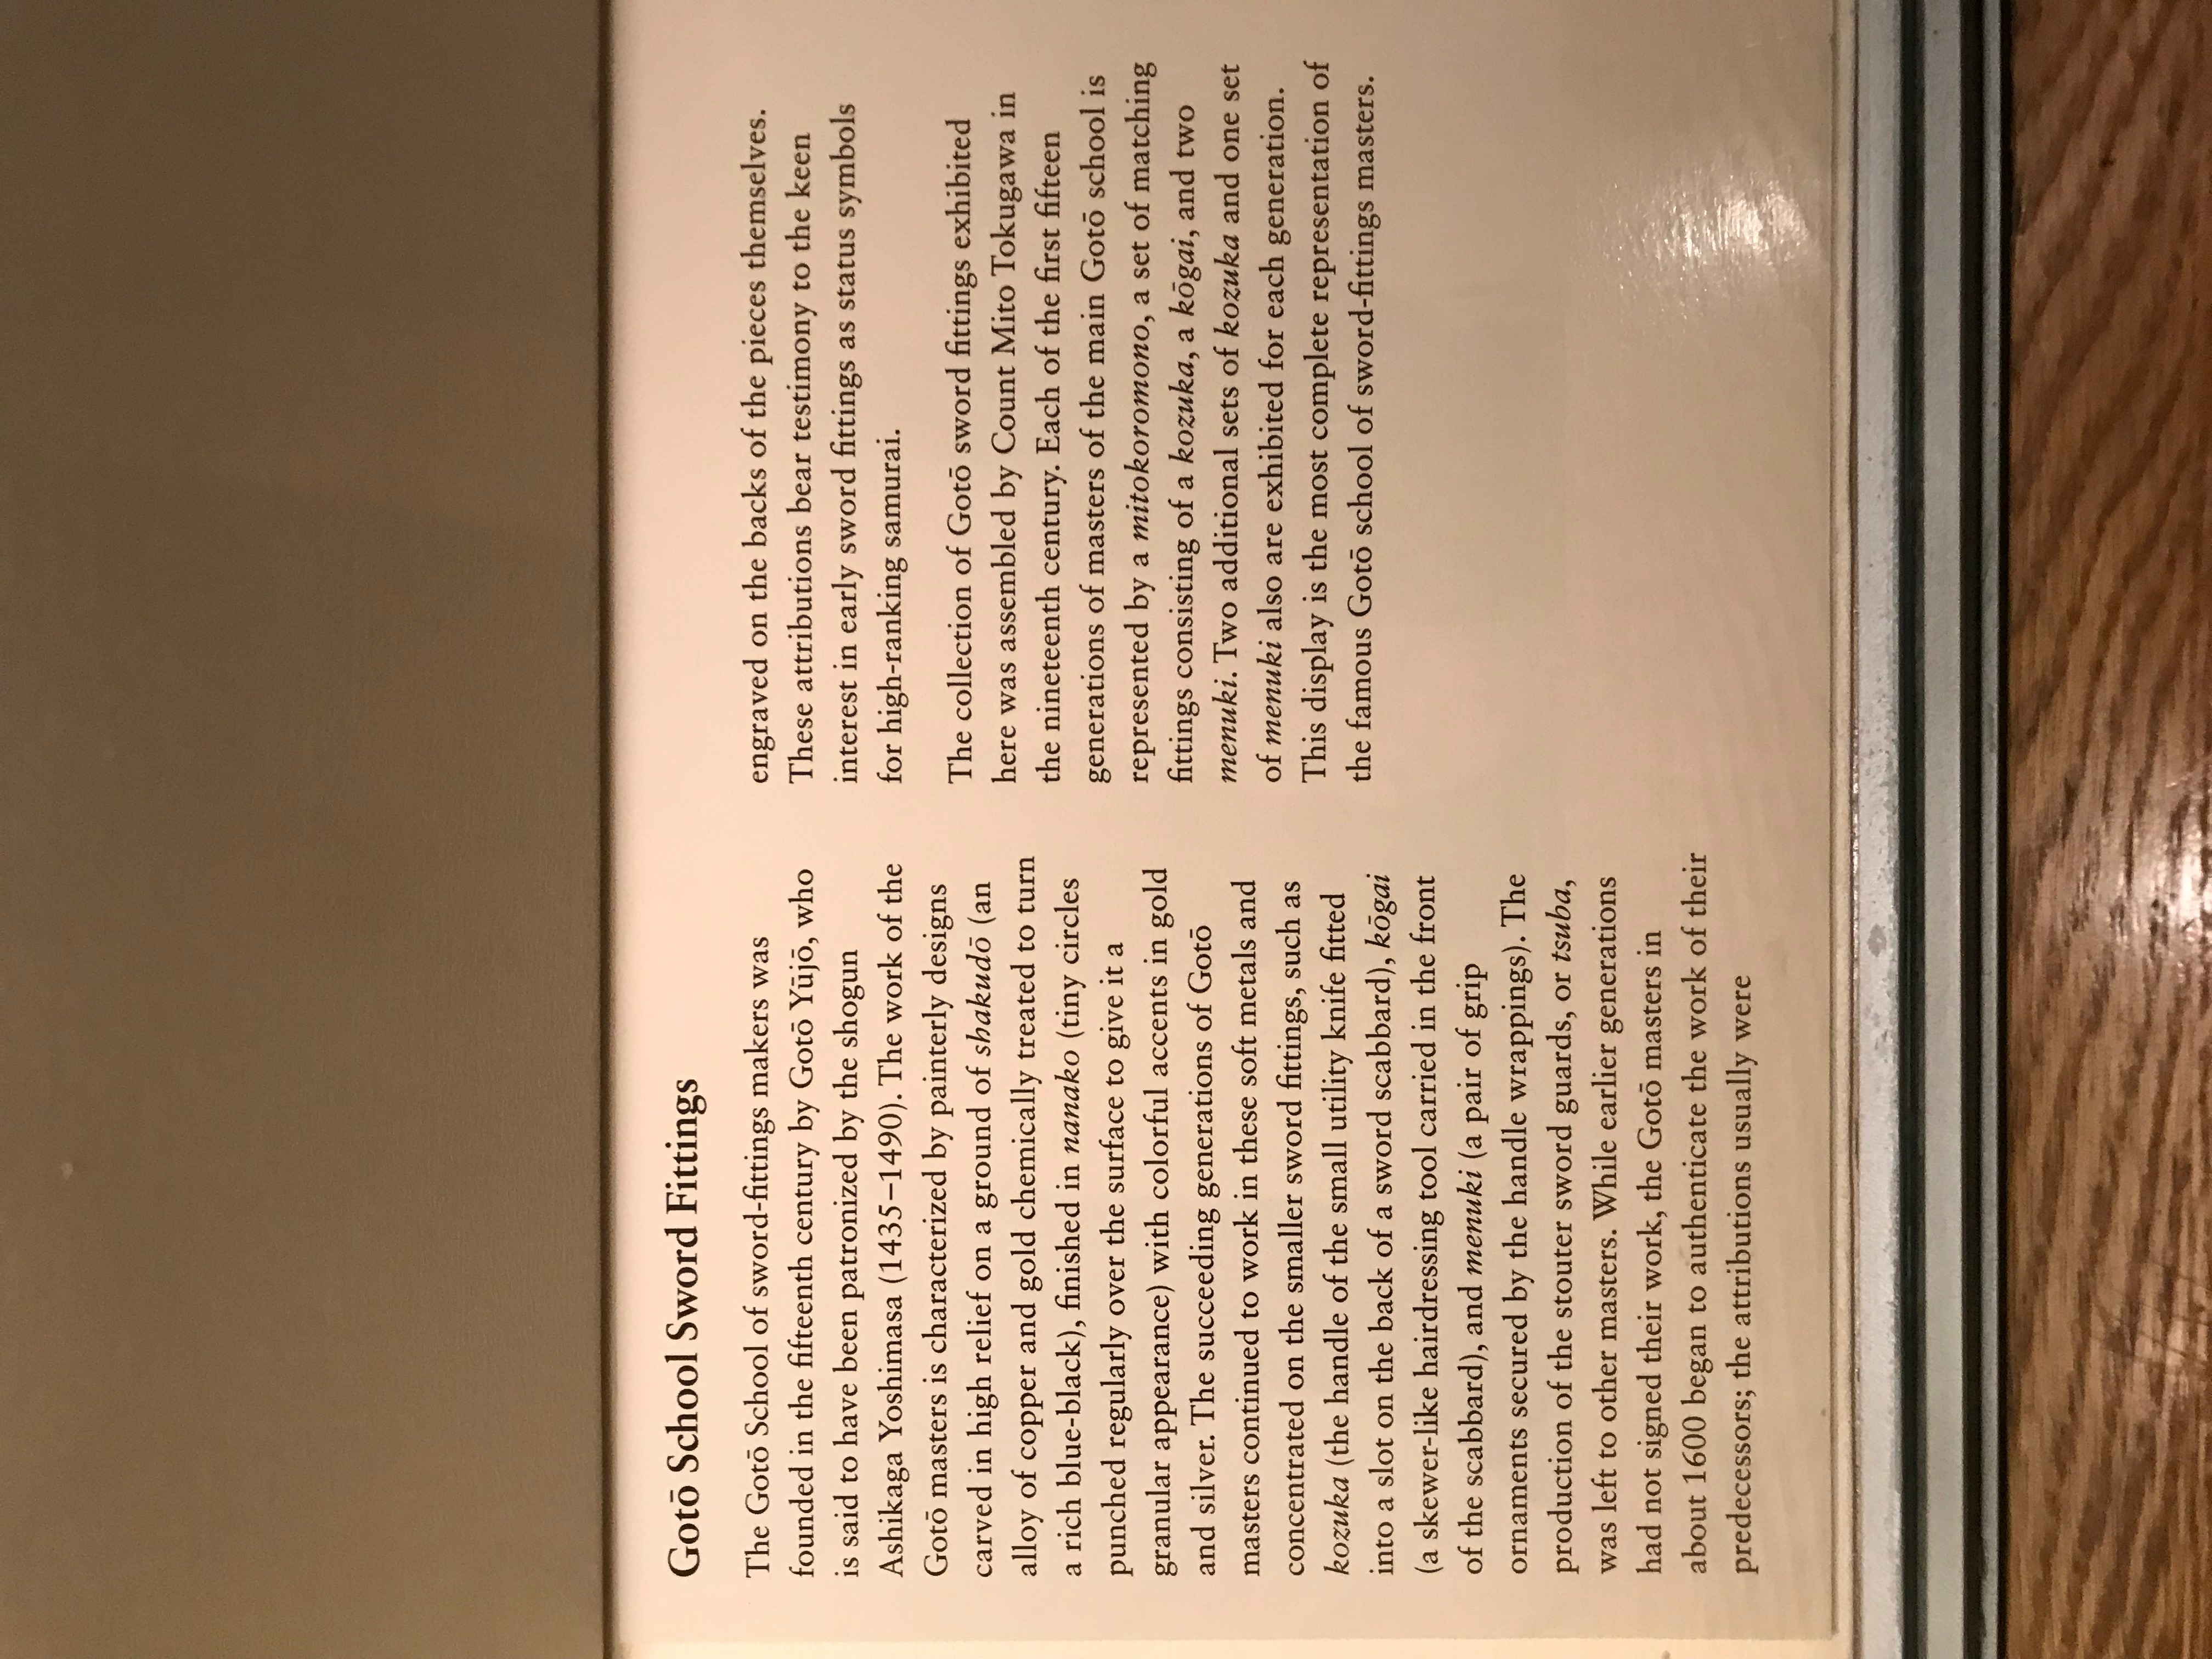 Gotō School Sword Fittings
The Gotō School of sword-fittings makers was
founded in the fifteenth century by Gotō Yūjō, who
is said to have been patronized by the shogun
Ashikaga Yoshimasa (1435–1490). The work of the
Gotō masters is characterized by painterly designs
carved in high relief on a ground of shakudō (an
alloy of copper and gold chemically treated to turn
a rich blue-black), finished in nanako (tiny circles
punched regularly over the surface to give it a
granular appearance) with colorful accents in gold
and silver. The succeeding generations of Gotō
masters continued to work in these soft metals and
concentrated on the smaller sword fittings, such as
kozuka (the handle of the small utility knife fitted
into a slot on the back of a sword scabbard), kōgai
(a skewer-like hairdressing tool carried in the front
of the scabbard), and menuki (a pair of grip
ornaments secured by the handle wrappings). The
production of the stouter sword guards, or tsuba,
was left to other masters. While earlier generations
had not signed their work, the Gotō masters in
about 1600 began to authenticate the work of their
predecessors; the attributions usually were
engraved on the backs of the pieces themselves.
These attributions bear testimony to the keen
interest in early sword fittings as status symbols
for high-ranking samurai.
The collection of Gotō sword fittings exhibited
here was assembled by Count Mito Tokugawa in
the nineteenth century. Each of the first fifteen
generations of masters of the main Gotō school is
represented by a mitokoromono, a set of matching
fittings consisting of a kozuka, a kōgai, and two
menuki. Two additional sets of kozuka and one set
of menuki also are exhibited for each generation.
This display is the most complete representation of
the famous Gotō school of sword-fittings masters.